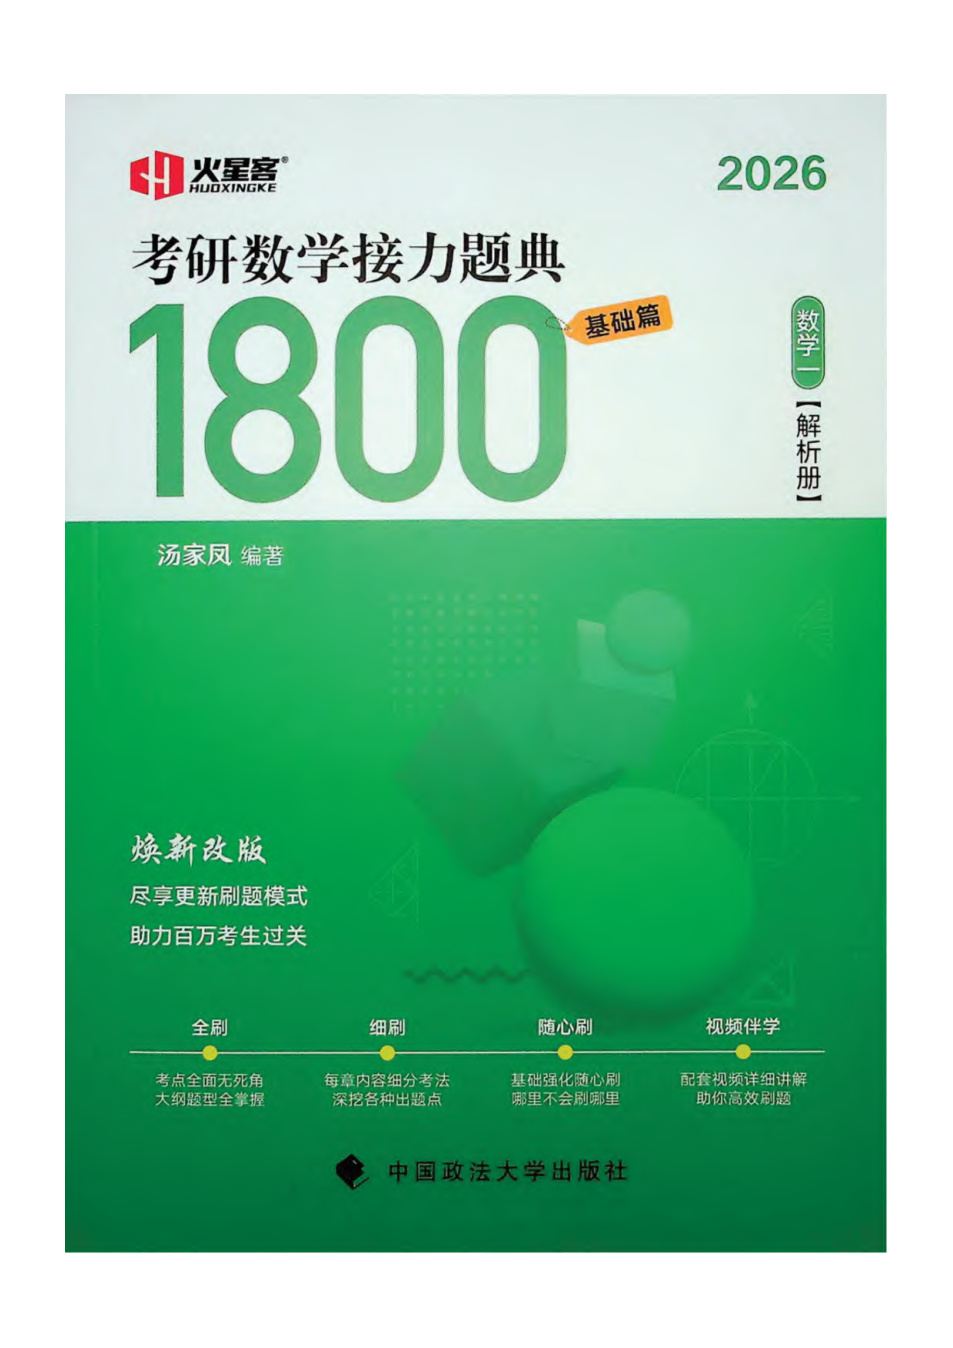 火星客®
HUOXINGKE
2026
考研数学接力题典
1800
基础篇
数学一
【解析册】
汤家凤 编著
焕新改版
尽享更新刷题模式
助力百万考生过关
全刷
考点全面无死角
大纲题型全掌握
细刷
每章内容细分考法
深挖各种出题点
随心刷
基础强化随心刷
哪里不会刷哪里
视频伴学
配套视频详细讲解
助你高效刷题
中国政法大学出版社